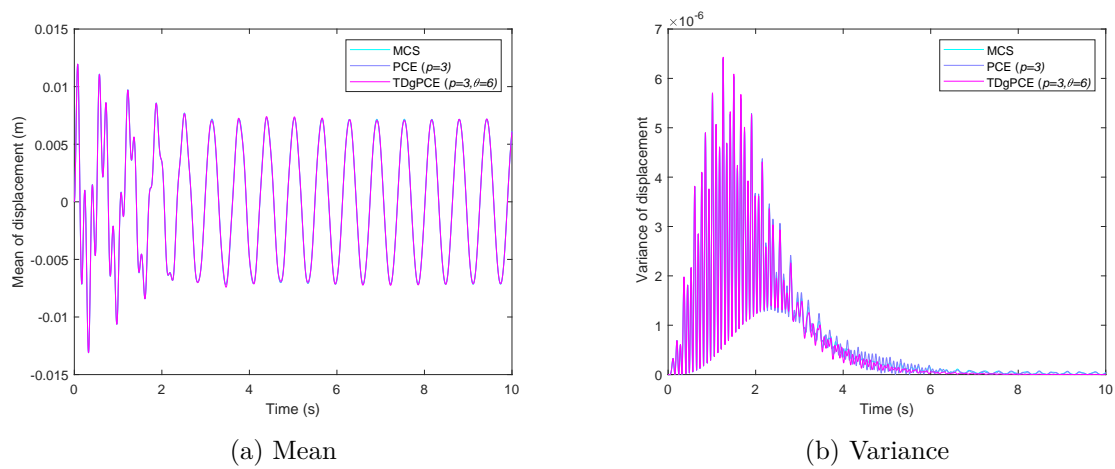 0.015
0.01
0.005
0
-0.005
-0.01
-0.015
0
2
4
6
8
10
Mean of displacement (m)
Time (s)
MCS
PCE (p=3)
TDgPCE (p=3,θ=6)
(a) Mean
×10⁻⁶
7
6
5
4
3
2
1
0
0
2
4
6
8
10
Variance of displacement
Time (s)
MCS
PCE (p=3)
TDgPCE (p=3,θ=6)
(b) Variance